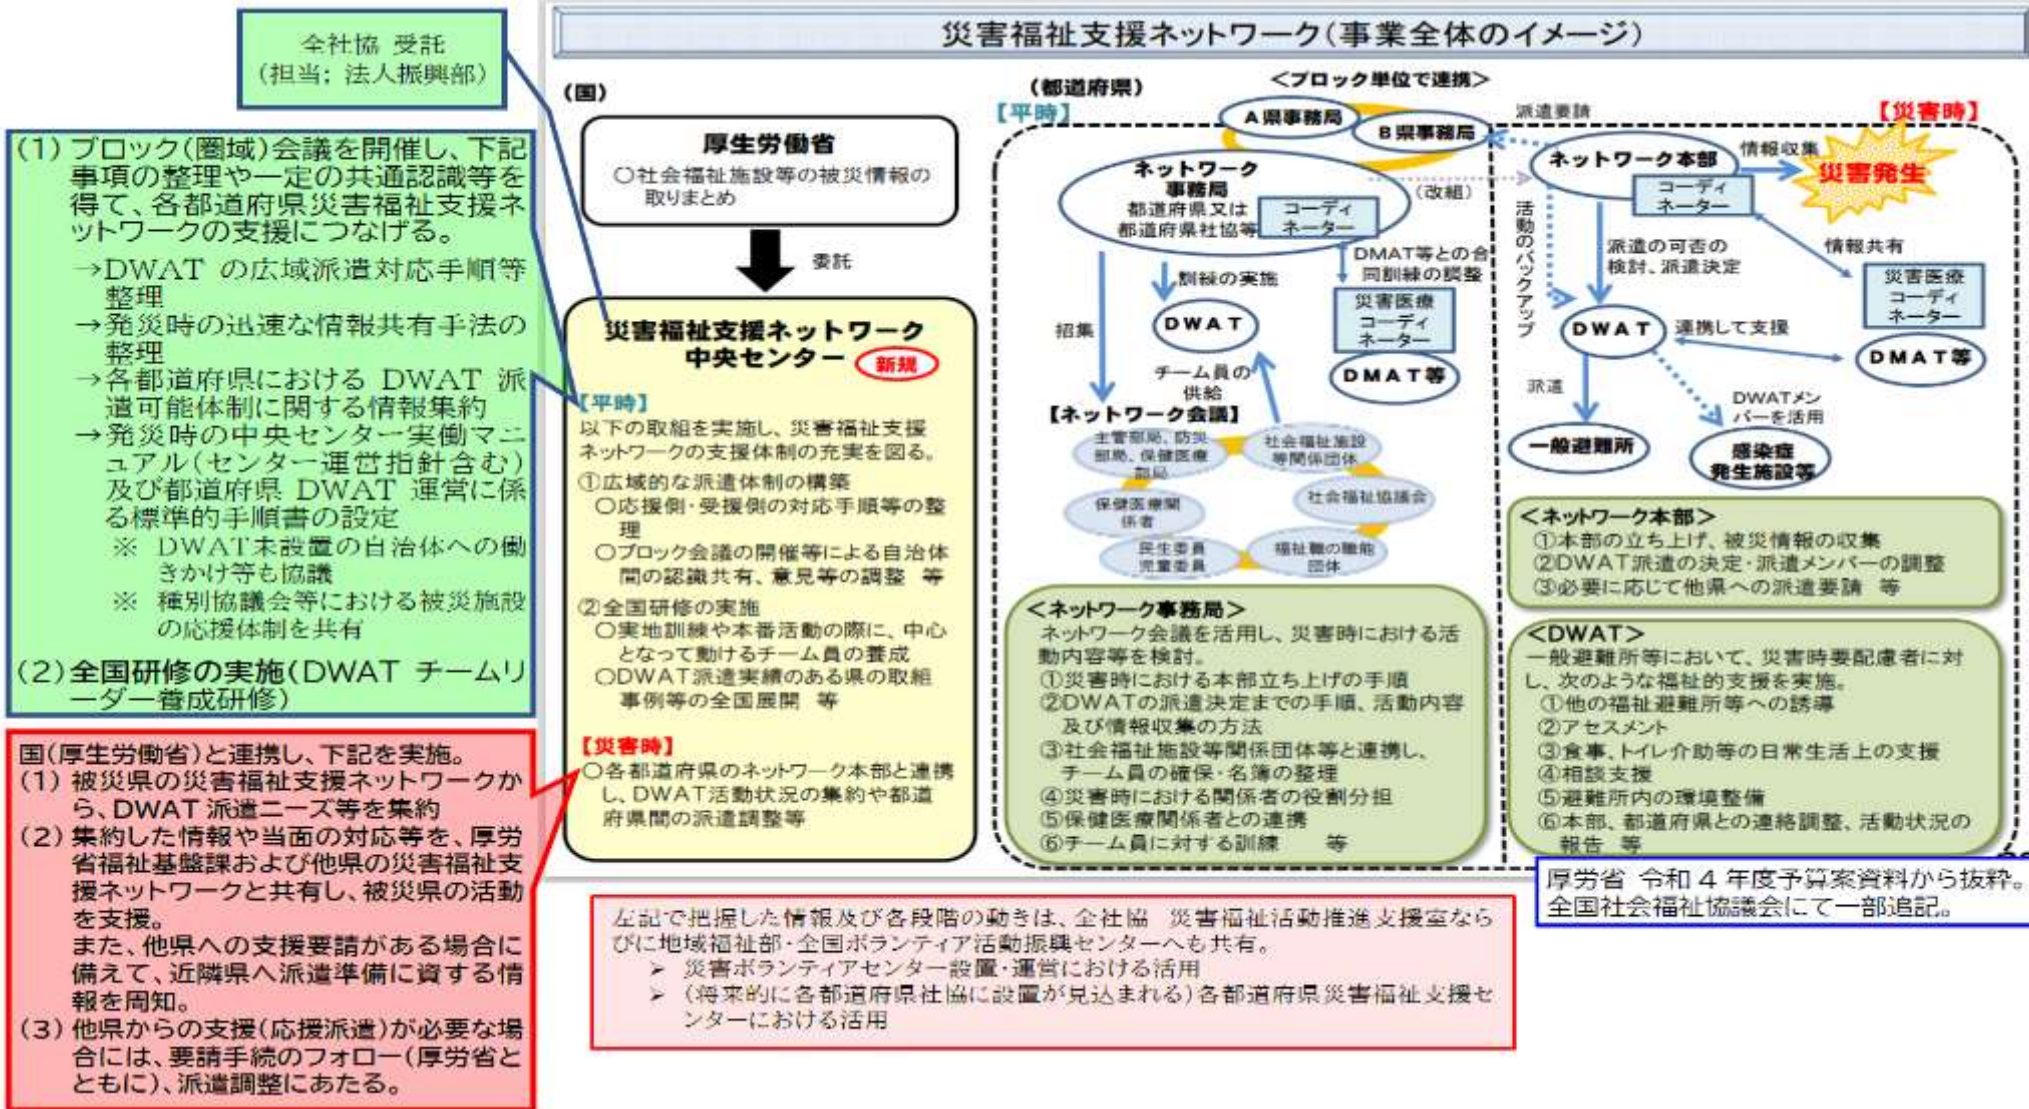 災害福祉支援ネットワーク(事業全体のイメージ)
全社協 受託
(担当; 法人振興部)
(1) ブロック(圏域)会議を開催し、下記
事項の整理や一定の共通認識等を
得て、各都道府県災害福祉支援ネ
ットワークの支援につなげる。
→DWAT の広域派遣対応手順等
整理
→発災時の迅速な情報共有手法の
整理
→各都道府県における DWAT 派
遣可能体制に関する情報集約
→発災時の中央センター実働マニ
ュアル(センター運営指針含む)
及び都道府県 DWAT 運営に係
る標準的手順書の設定
※ DWAT未設置の自治体への働
きかけ等も協議
※ 種別協議会等における被災施設
の応援体制を共有
(2) 全国研修の実施(DWAT チームリ
ーダー養成研修)
国(厚生労働省)と連携し、下記を実施。
(1) 被災県の災害福祉支援ネットワークか
ら、DWAT 派遣ニーズ等を集約
(2) 集約した情報や当面の対応等を、厚労
省福祉基盤課および他県の災害福祉支
援ネットワークと共有し、被災県の活動
を支援。
また、他県への支援要請がある場合に
備えて、近隣県へ派遣準備に資する情
報を周知。
(3) 他県からの支援(応援派遣)が必要な場
合には、要請手続のフォロー(厚労省と
ともに)、派遣調整にあたる。
(国)
厚生労働省
○社会福祉施設等の被災情報の
取りまとめ
委託
災害福祉支援ネットワーク
中央センター 新規
【平時】
以下の取組を実施し、災害福祉支援
ネットワークの支援体制の充実を図る。
①広域的な派遣体制の構築
○応援側・受援側の対応手順等の整
理
○ブロック会議の開催等による自治体
間の認識共有、意見等の調整 等
②全国研修の実施
○実地訓練や本番活動の際に、中心
となって動けるチーム員の養成
○DWAT派遣実績のある県の取組
事例等の全国展開 等
【災害時】
○各都道府県のネットワーク本部と連携
し、DWAT活動状況の集約や都道
府県間の派遣調整等
(都道府県)
【平時】
<ブロック単位で連携>
A県事務局
B県事務局
ネットワーク
事務局
都道府県又は
都道府県社協等
コーディ
ネーター
(改組)
招集
訓練の実施
DMAT等との合
同訓練の調整
DWAT
災害医療
コーディ
ネーター
DMAT等
チーム員の
供給
【ネットワーク会議】
主管部局、防災
部局、保健医療
部局
社会福祉施設
等関係団体
保健医療関
係者
社会福祉協議会
民生委員
児童委員
福祉職の職能
団体
<ネットワーク事務局>
ネットワーク会議を活用し、災害時における活
動内容等を検討。
①災害時における本部立ち上げの手順
②DWATの派遣決定までの手順、活動内容
及び情報収集の方法
③社会福祉施設等関係団体等と連携し、
チーム員の確保・名簿の整理
④災害時における関係者の役割分担
⑤保健医療関係者との連携
⑥チーム員に対する訓練 等
派遣要請
【災害時】
ネットワーク本部
コーディ
ネーター
情報収集
災害発生
活動のバックアップ
派遣の可否の
検討、派遣決定
情報共有
災害医療
コーディ
ネーター
DWAT
連携して支援
DMAT等
派遣
DWATメン
バーを活用
一般避難所
感染症
発生施設等
<ネットワーク本部>
①本部の立ち上げ、被災情報の収集
②DWAT派遣の決定・派遣メンバーの調整
③必要に応じて他県への派遣要請 等
<DWAT>
一般避難所等において、災害時要配慮者に対
し、次のような福祉的支援を実施。
①他の福祉避難所等への誘導
②アセスメント
③食事、トイレ介助等の日常生活上の支援
④相談支援
⑤避難所内の環境整備
⑥本部、都道府県との連絡調整、活動状況の
報告 等
厚労省 令和 4 年度予算案資料から抜粋。
全国社会福祉協議会にて一部追記。
左記で把握した情報及び各段階の動きは、全社協 災害福祉活動推進支援室なら
びに地域福祉部・全国ボランティア活動振興センターへも共有。
➢ 災害ボランティアセンター設置・運営における活用
➢ (将来的に各都道府県社協に設置が見込まれる)各都道府県災害福祉支援セ
ンターにおける活用